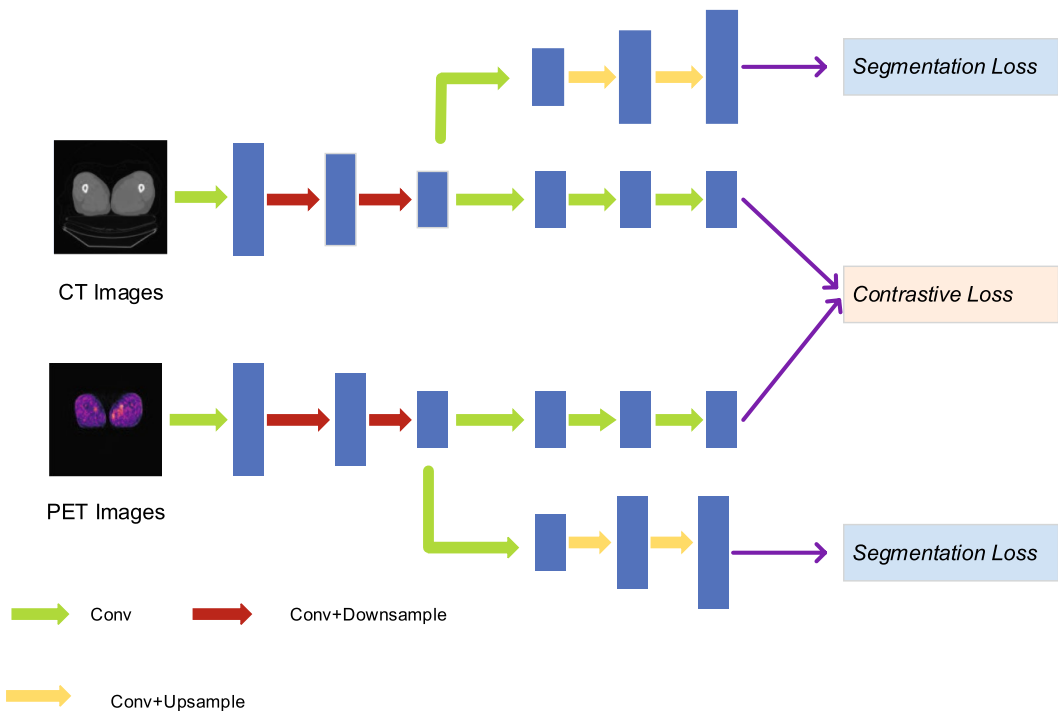 Segmentation Loss
CT Images
Contrastive Loss
PET Images
Segmentation Loss
Conv
Conv+Downsample
Conv+Upsample